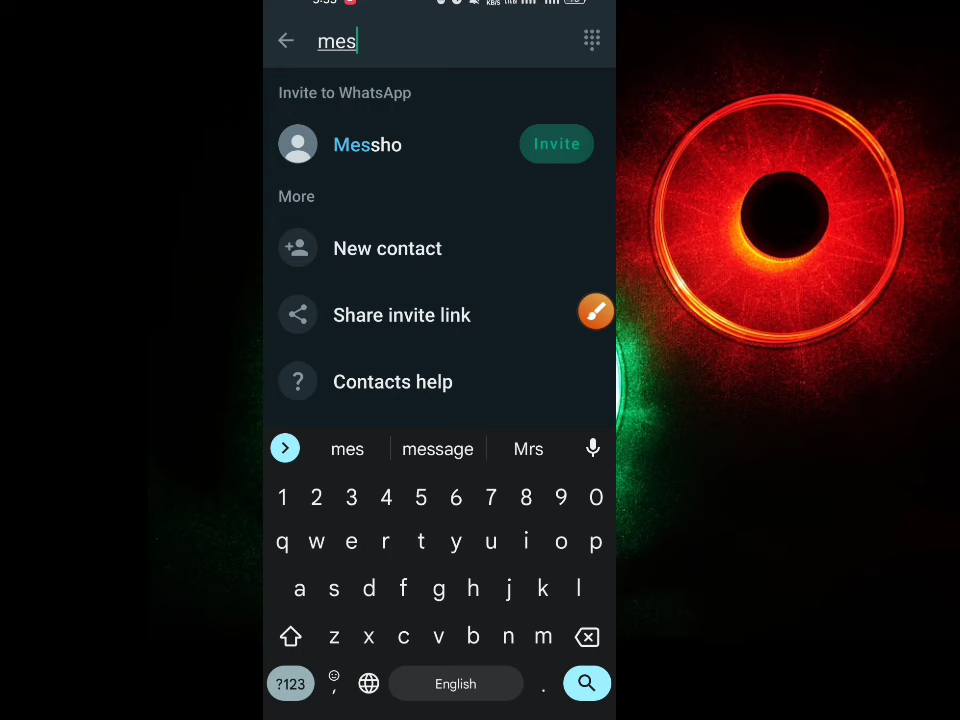 mes
Invite to WhatsApp
Messho Invite
More
New contact
Share invite link
? Contacts help
mes message Mrs
1 2 3 4 5 6 7 8 9 0
q w e r t y u i o p
a s d f g h j k l
z x c v b n m
?123 , English .